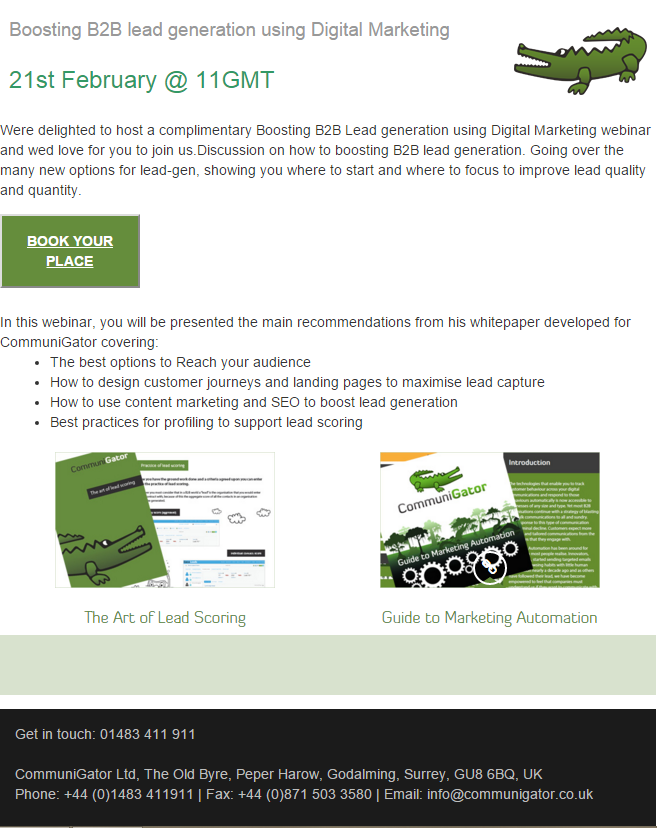 Boosting B2B lead generation using Digital Marketing
21st February @ 11GMT
Were delighted to host a complimentary Boosting B2B Lead generation using Digital Marketing webinar
and wed love for you to join us.Discussion on how to boosting B2B lead generation. Going over the
many new options for lead-gen, showing you where to start and where to focus to improve lead quality
and quantity.
BOOK YOUR
PLACE
In this webinar, you will be presented the main recommendations from his whitepaper developed for
CommuniGator covering:
• The best options to Reach your audience
• How to design customer journeys and landing pages to maximise lead capture
• How to use content marketing and SEO to boost lead generation
• Best practices for profiling to support lead scoring
CommuniGator
The art of lead scoring
Practice of lead scoring
CommuniGator
Guide to Marketing Automation
Introduction
The Art of Lead Scoring
Guide to Marketing Automation
Get in touch: 01483 411 911
CommuniGator Ltd, The Old Byre, Peper Harow, Godalming, Surrey, GU8 6BQ, UK
Phone: +44 (0)1483 411911 | Fax: +44 (0)871 503 3580 | Email: info@communigator.co.uk